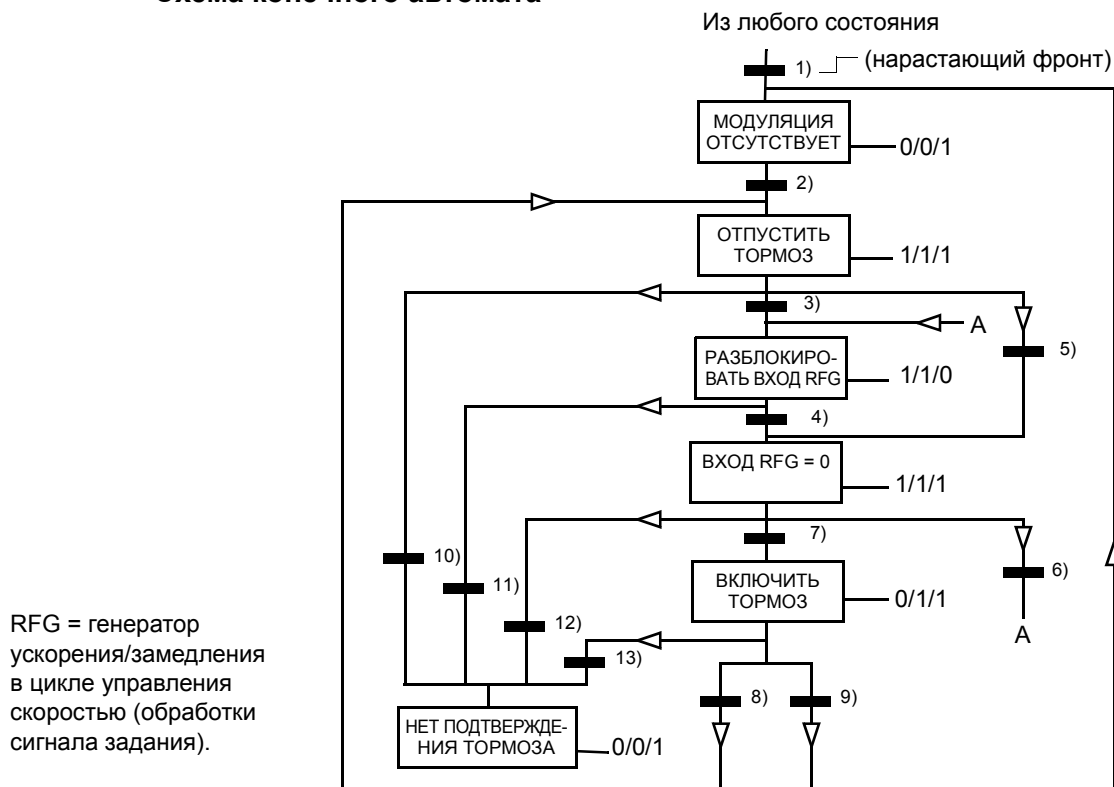 Схема конечного автомата
Из любого состояния
1) (нарастающий фронт)
МОДУЛЯЦИЯ
ОТСУТСТВУЕТ
0/0/1
2)
ОТПУСТИТЬ
ТОРМОЗ
1/1/1
3)
A
5)
РАЗБЛОКИРО-
ВАТЬ ВХОД RFG
1/1/0
4)
ВХОД RFG = 0
1/1/1
7)
10)
11)
6)
ВКЛЮЧИТЬ
ТОРМОЗ
0/1/1
12)
A
13)
RFG = генератор
ускорения/замедления
в цикле управления
скоростью (обработки
сигнала задания).
8)
9)
НЕТ ПОДТВЕРЖДЕ-
НИЯ ТОРМОЗА
0/0/1